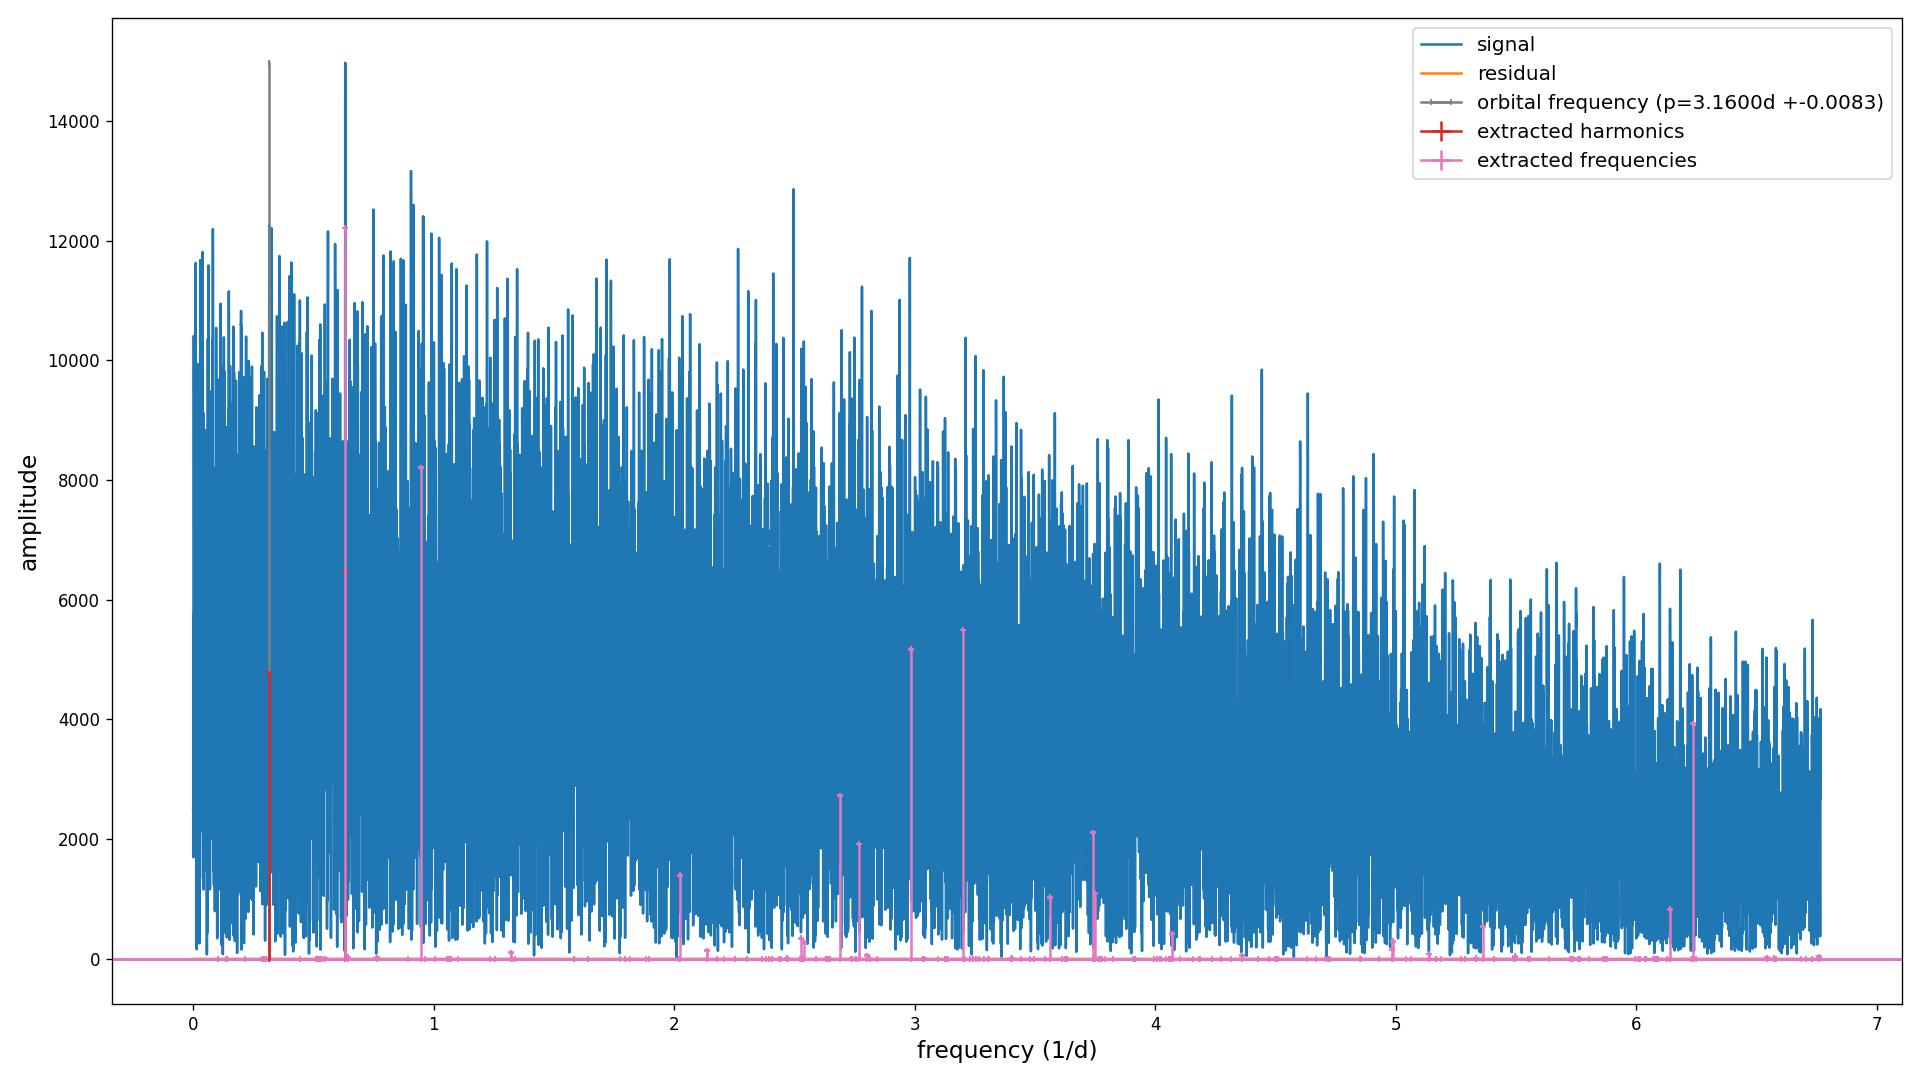 signal
residual
orbital frequency (p=3.1600d +-0.0083)
extracted harmonics
extracted frequencies
amplitude
14000
12000
10000
8000
6000
4000
2000
0
0 1 2 3 4 5 6 7
frequency (1/d)